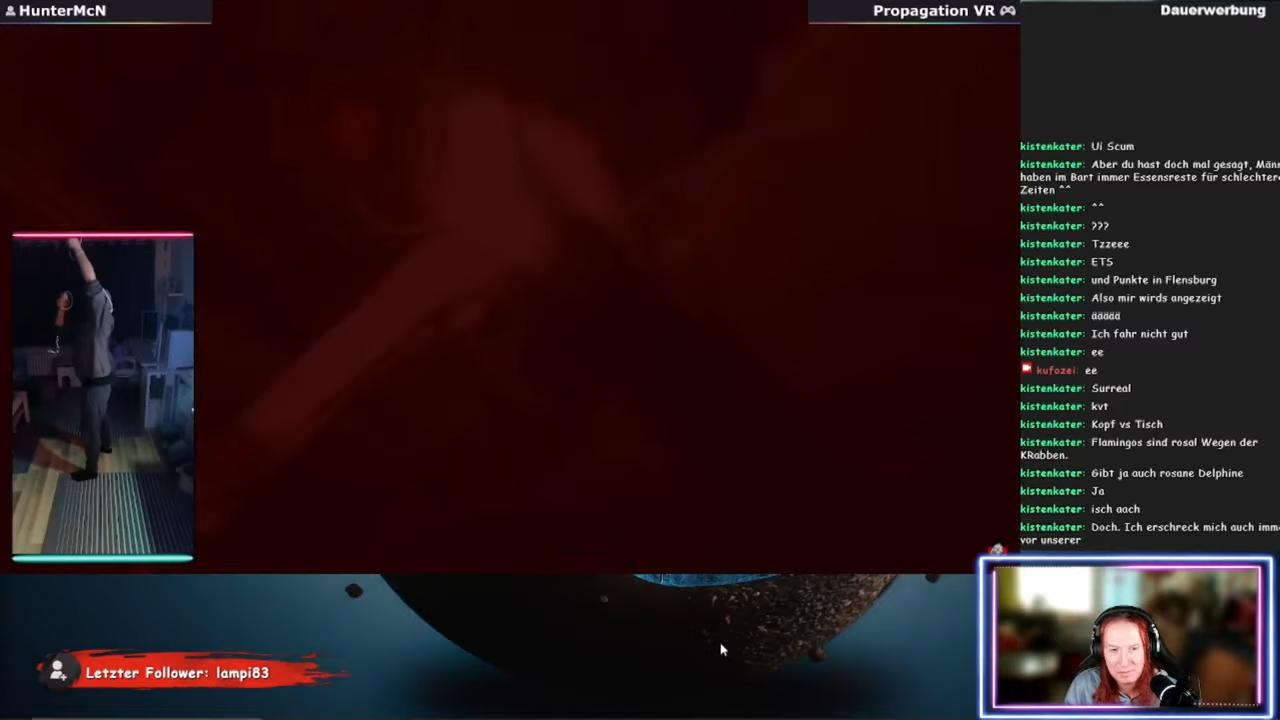 HunterMcN
Propagation VR
Dauerwerbung
kistenkater: Ui Scum
kistenkater: Aber du hast doch mal gesagt, Männ
haben im Bart immer Essensreste für schlechter
Zeiten ^^
kistenkater: ^^
kistenkater: ???
kistenkater: Tzzeee
kistenkater: ETS
kistenkater: und Punkte in Flensburg
kistenkater: Also mir wirds angezeigt
kistenkater: äääää
kistenkater: Ich fahr nicht gut
kistenkater: ee
kufozei: ee
kistenkater: Surreal
kistenkater: kvt
kistenkater: Kopf vs Tisch
kistenkater: Flamingos sind rosa! Wegen der
KRabben.
kistenkater: Gibt ja auch rosane Delphine
kistenkater: Ja
kistenkater: isch aach
kistenkater: Doch. Ich erschreck mich auch imm
vor unserer
Letzter Follower: lampi83